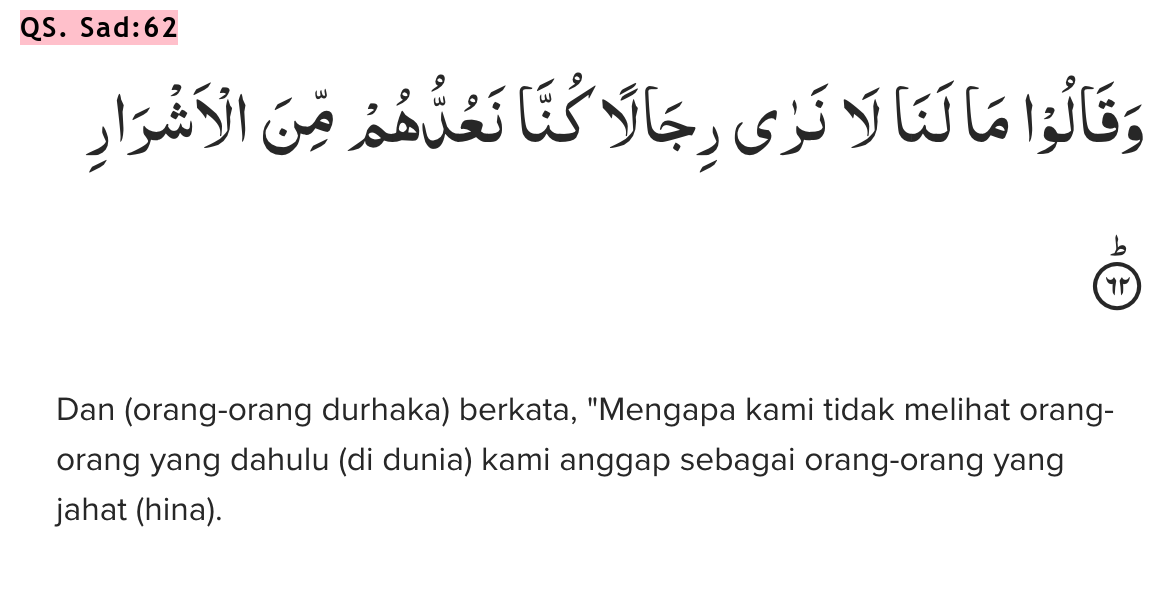 QS. Sad:62
وَقَالُوْا مَا لَنَا لَا نَرٰى رِجَالًا كُنَّا نَعُدُّهُمْ مِّنَ الْاَشْرَارِ
ۗ ٦٢
Dan (orang-orang durhaka) berkata, "Mengapa kami tidak melihat orang-
orang yang dahulu (di dunia) kami anggap sebagai orang-orang yang
jahat (hina).